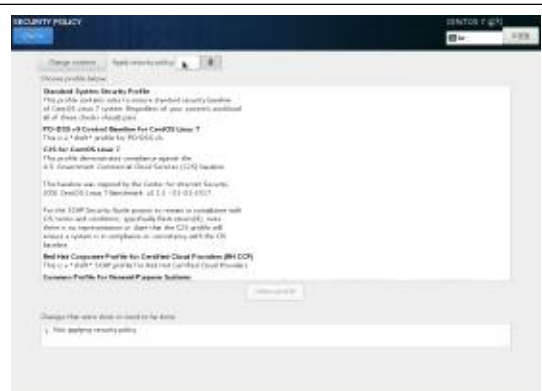 SECURITY POLICY
CENTOS 7 설치
Done
kr
도움말
Change content
Apply security policy:
Choose profile below:
Standard System Security Profile
This profile contains rules to ensure standard security baseline
of CentOS Linux 7 system. Regardless of your system's workload
all of these checks should pass.
PCI-DSS v3 Control Baseline for CentOS Linux 7
This is a *draft* profile for PCI-DSS v3.
C2S for CentOS Linux 7
This profile demonstrates compliance against the
U.S. Government Commercial Cloud Services (C2S) baseline.
This baseline was inspired by the Center for Internet Security
For the SCAP Security Guide project to remain in compliance with
CIS' terms and conditions, specifically Restrictions(8), note
there is no representation or claim that the C2S profile will
ensure a system is in compliance or consistency with the CIS
baseline.
Red Hat Corporate Profile for Certified Cloud Providers (RH CCP)
This is a *draft* SCAP profile for Red Hat Certified Cloud Providers
Common Profile for General-Purpose Systems
Select profile
Changes that were done or need to be done:
Not applying security policy